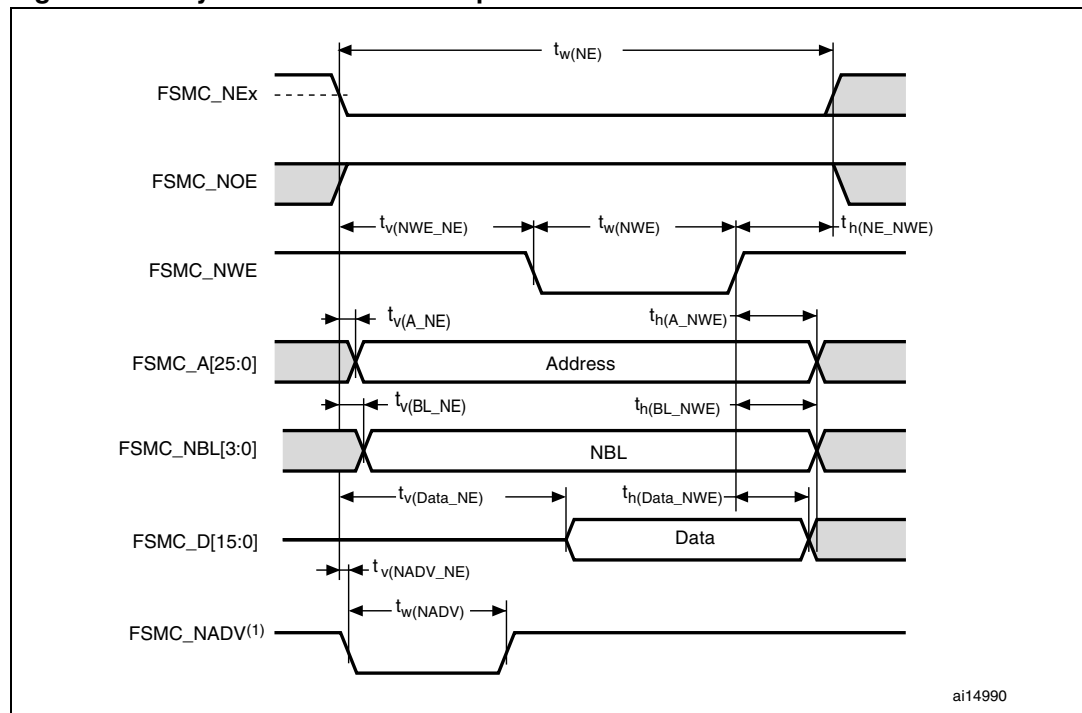 tw(NE)
FSMC_NEx
FSMC_NOE
tv(NWE_NE) tw(NWE) th(NE_NWE)
FSMC_NWE
tv(A_NE) th(A_NWE)
FSMC_A[25:0] Address
tv(BL_NE) th(BL_NWE)
FSMC_NBL[3:0] NBL
tv(Data_NE) th(Data_NWE)
FSMC_D[15:0] Data
tv(NADV_NE)
tw(NADV)
FSMC_NADV(1)
ai14990